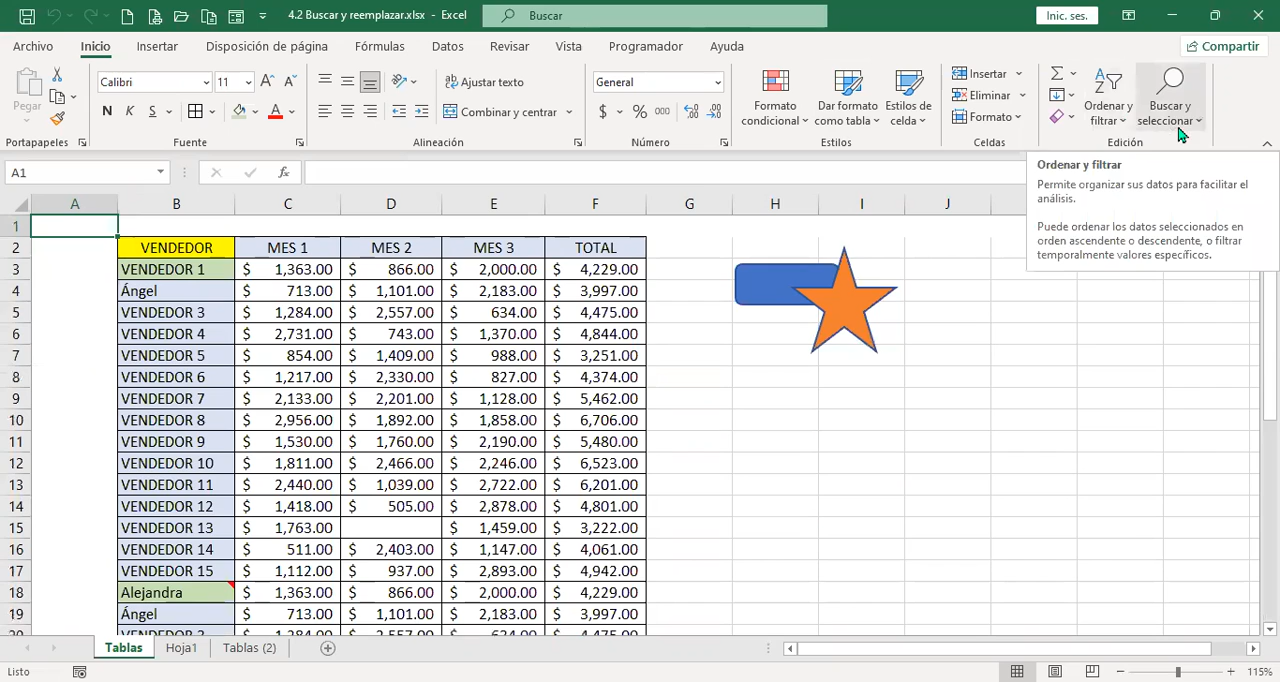 4.2 Buscar y reemplazar.xlsx - Excel
Buscar
Inic. ses.
Archivo Inicio Insertar Disposición de página Fórmulas Datos Revisar Vista Programador Ayuda
Compartir
Pegar
Portapapeles
Calibri 11
N K S
Fuente
Ajustar texto
Combinar y centrar
Alineación
General
$ % 000
Número
Formato condicional
Dar formato como tabla
Estilos de celda
Estilos
Insertar
Eliminar
Formato
Celdas
Ordenar y filtrar
Buscar y seleccionar
Edición
A1
fx
Ordenar y filtrar
Permite organizar sus datos para facilitar el
análisis.
Puede ordenar los datos seleccionados en
orden ascendente o descendente, o filtrar
temporalmente valores específicos.
A B C D E F G H I J
1
2 VENDEDOR MES 1 MES 2 MES 3 TOTAL
3 VENDEDOR 1 $ 1,363.00 $ 866.00 $ 2,000.00 $ 4,229.00
4 Ángel $ 713.00 $ 1,101.00 $ 2,183.00 $ 3,997.00
5 VENDEDOR 3 $ 1,284.00 $ 2,557.00 $ 634.00 $ 4,475.00
6 VENDEDOR 4 $ 2,731.00 $ 743.00 $ 1,370.00 $ 4,844.00
7 VENDEDOR 5 $ 854.00 $ 1,409.00 $ 988.00 $ 3,251.00
8 VENDEDOR 6 $ 1,217.00 $ 2,330.00 $ 827.00 $ 4,374.00
9 VENDEDOR 7 $ 2,133.00 $ 2,201.00 $ 1,128.00 $ 5,462.00
10 VENDEDOR 8 $ 2,956.00 $ 1,892.00 $ 1,858.00 $ 6,706.00
11 VENDEDOR 9 $ 1,530.00 $ 1,760.00 $ 2,190.00 $ 5,480.00
12 VENDEDOR 10 $ 1,811.00 $ 2,466.00 $ 2,246.00 $ 6,523.00
13 VENDEDOR 11 $ 2,440.00 $ 1,039.00 $ 2,722.00 $ 6,201.00
14 VENDEDOR 12 $ 1,418.00 $ 505.00 $ 2,878.00 $ 4,801.00
15 VENDEDOR 13 $ 1,763.00 $ 1,459.00 $ 3,222.00
16 VENDEDOR 14 $ 511.00 $ 2,403.00 $ 1,147.00 $ 4,061.00
17 VENDEDOR 15 $ 1,112.00 $ 937.00 $ 2,893.00 $ 4,942.00
18 Alejandra $ 1,363.00 $ 866.00 $ 2,000.00 $ 4,229.00
19 Ángel $ 713.00 $ 1,101.00 $ 2,183.00 $ 3,997.00
Tablas Hoja1 Tablas (2)
Listo
115%